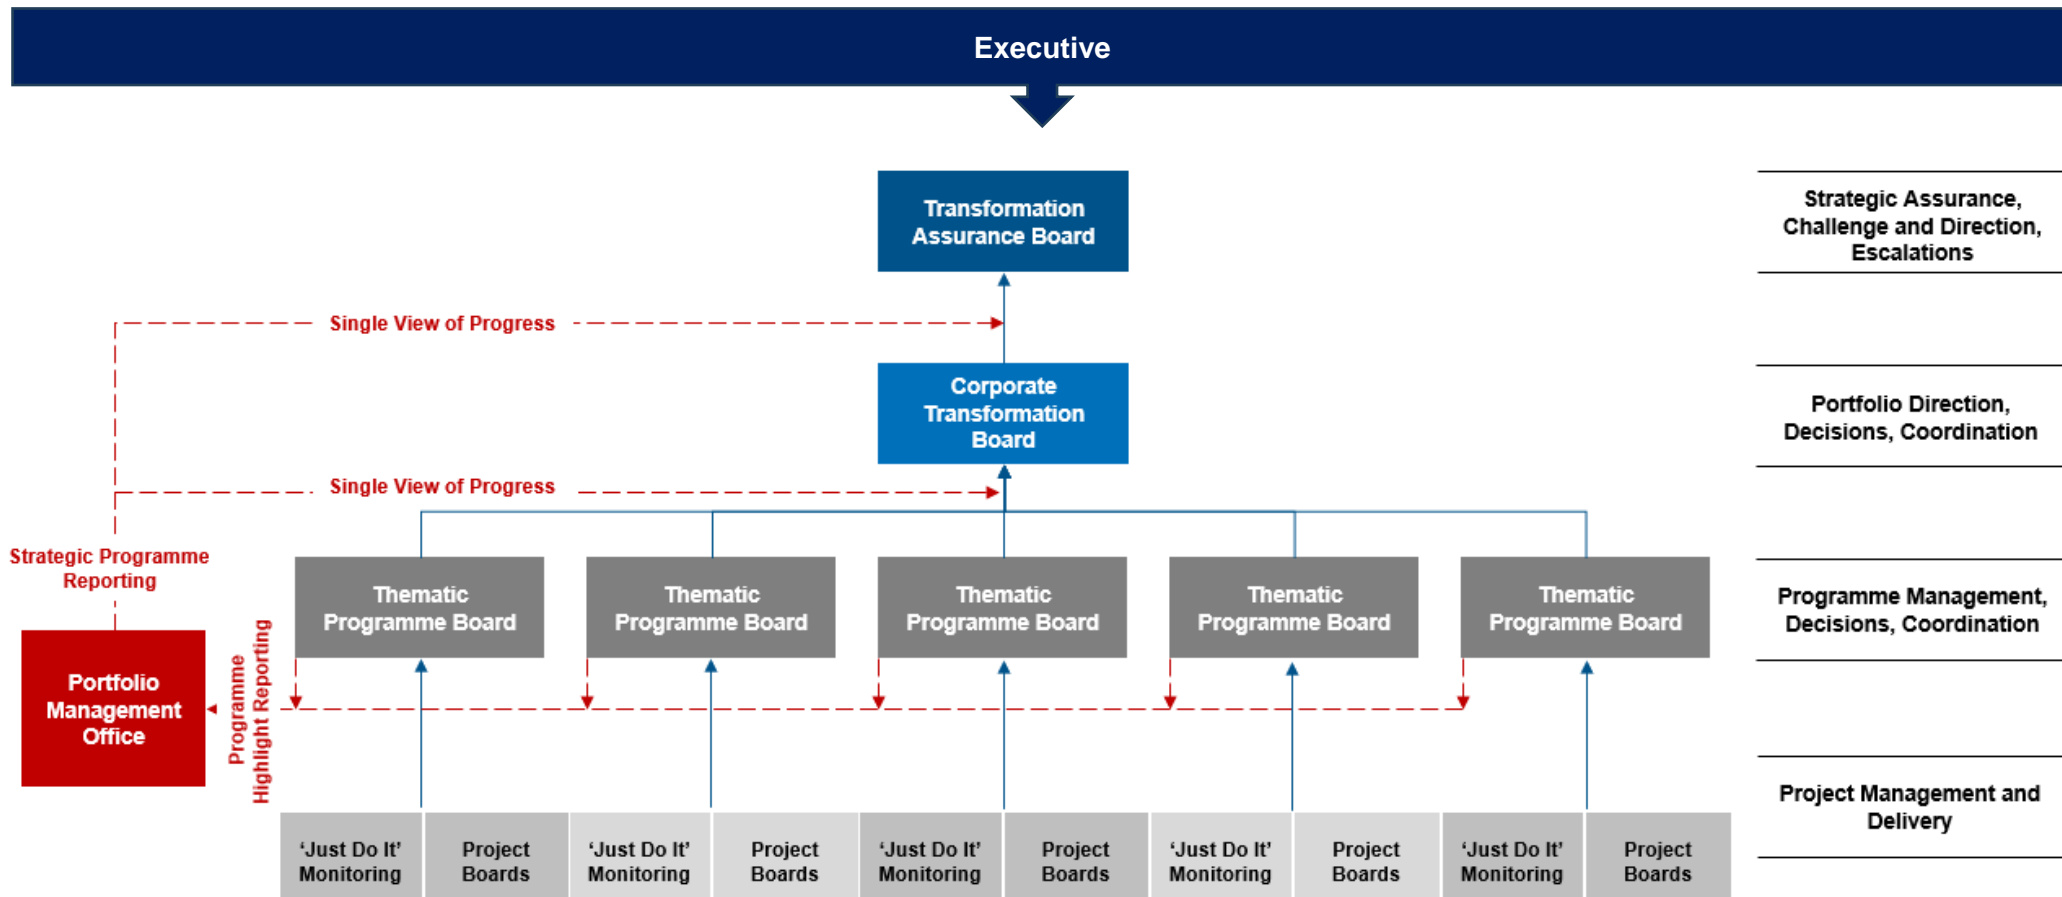 Executive
Transformation
Assurance Board
Strategic Assurance,
Challenge and Direction,
Escalations
Single View of Progress
Corporate
Transformation
Board
Portfolio Direction,
Decisions, Coordination
Single View of Progress
Strategic Programme
Reporting
Thematic
Programme Board
Thematic
Programme Board
Thematic
Programme Board
Thematic
Programme Board
Thematic
Programme Board
Programme Management,
Decisions, Coordination
Portfolio
Management
Office
Programme
Highlight Reporting
Project Management and
Delivery
‘Just Do It’
Monitoring
Project
Boards
‘Just Do It’
Monitoring
Project
Boards
‘Just Do It’
Monitoring
Project
Boards
‘Just Do It’
Monitoring
Project
Boards
‘Just Do It’
Monitoring
Project
Boards